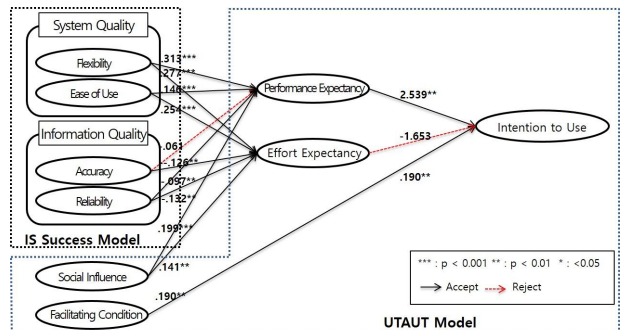 System Quality
Flexibility
Ease of Use
Information Quality
Accuracy
Reliability
IS Success Model
Social Influence
Facilitating Condition
.313***
.277***
.146***
.254***
.061
-.126**
-.097**
-.132**
.199***
.141**
.190**
Performance Expectancy
Effort Expectancy
2.539**
-1.653
.190**
Intention to Use
*** : p < 0.001 ** : p < 0.01 * : <0.05
Accept Reject
UTAUT Model